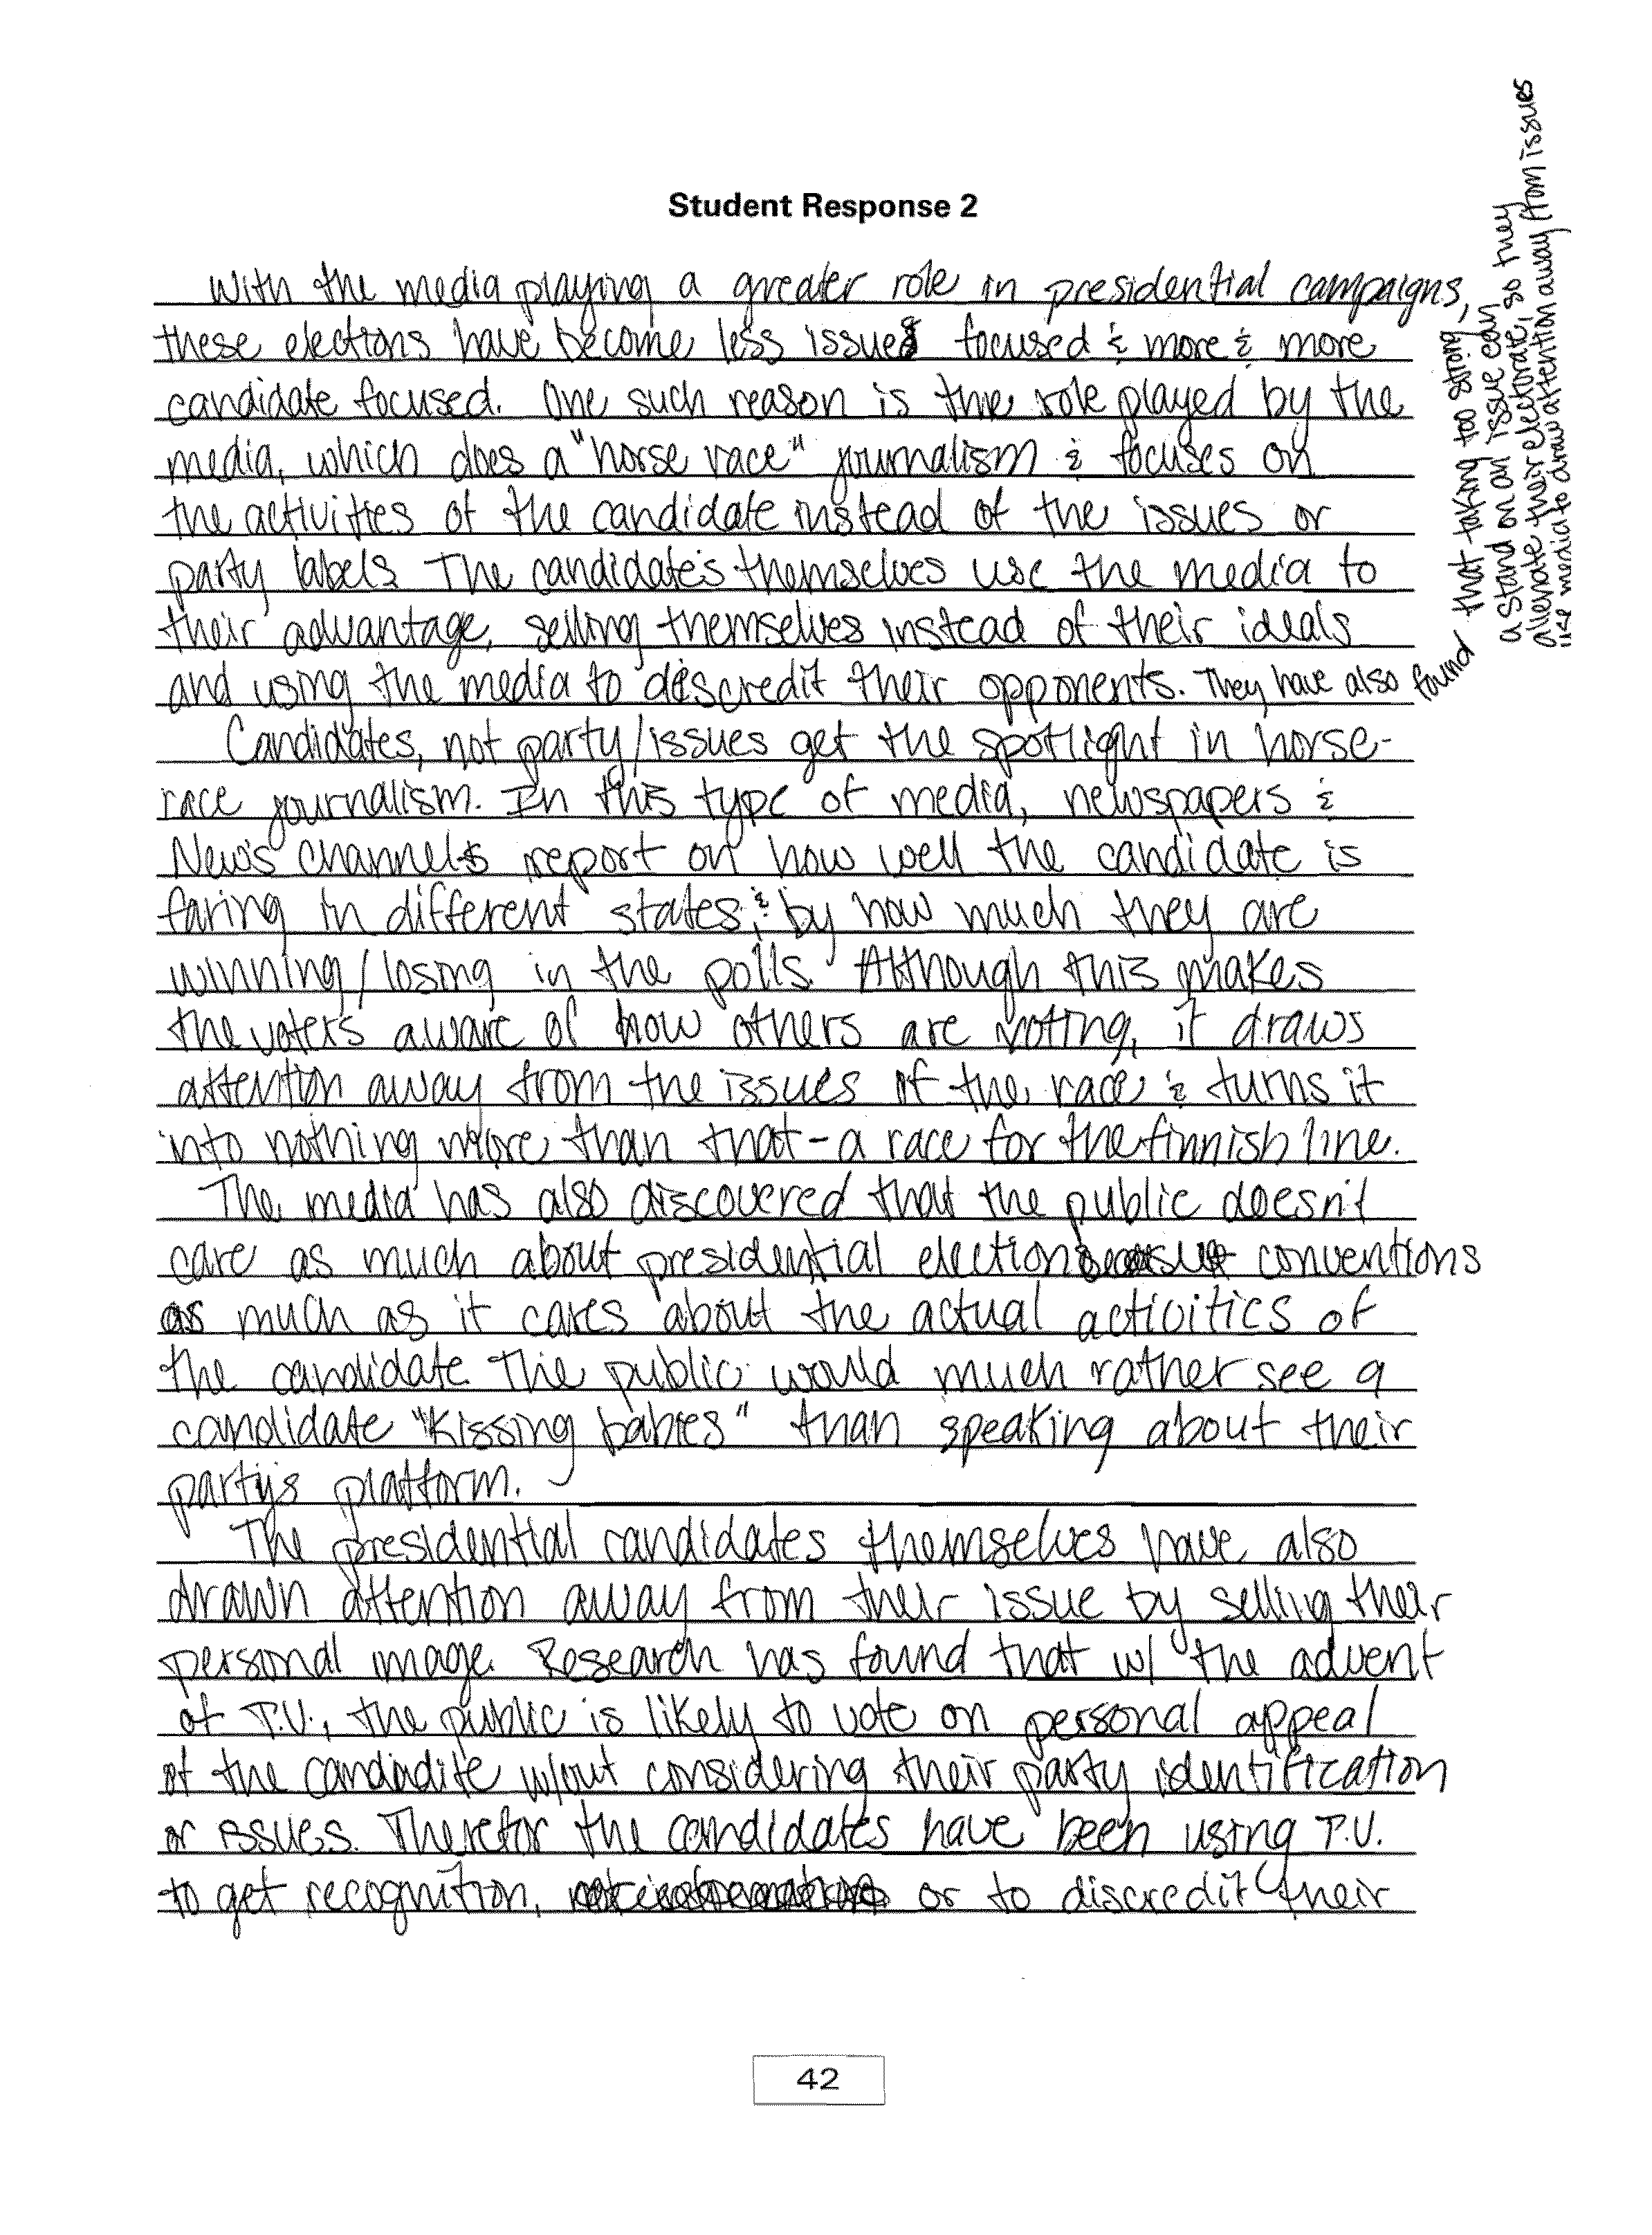 Student Response 2
With the media playing a greater role in presidential campaigns,
these elections have become less issue focused & more & more
candidate focused. One such reason is the role played by the
media, which does a "horse race" journalism & focuses on
the activities of the candidate instead of the issues or
party labels. The candidates themselves use the media to
their advantage, selling themselves instead of their ideals
and using the media to discredit their opponents. They have also found
that taking too strong
a stand on an issue can
alienate their electorate, so they
use media to draw attention away from issues
Candidates, not party/issues get the spotlight in horse-
race journalism. In this type of media, newspapers &
News channels report on how well the candidate is
faring in different states, & by how much they are
winning/losing in the polls. Although this makes
the voters aware of how others are voting, it draws
attention away from the issues of the race & turns it
into nothing more than that - a race for the finnish line.
The media has also discovered that the public doesn't
care as much about presidential election conventions
as much as it cares about the actual activities of
the candidate. The public would much rather see a
candidate "kissing babies" than speaking about their
party's platform.
The presidential candidates themselves have also
drawn attention away from their issue by selling their
personal image. Research has found that w/ the advent
of T.V., the public is likely to vote on personal appeal
of the candadite w/out considering their party identification
or issues. Therefor the candidates have been using T.V.
to get recognition, or to discredit their
42